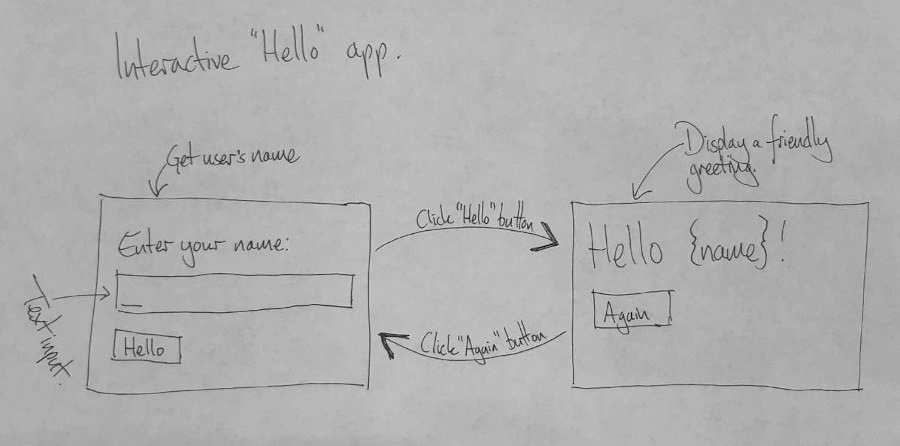 Interactive "Hello" app.
Get user's name
Enter your name:
Text input.
Hello
Click "Hello" button
Click "Again" button
Display a friendly
greeting.
Hello {name}!
Again